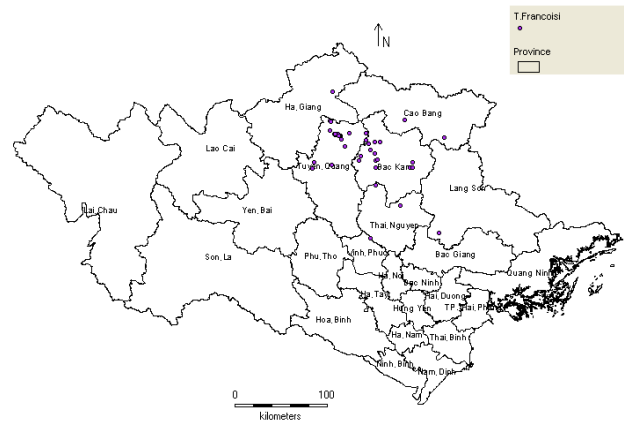 T.Francoisi
Province
N
Ha, Giang
Cao Bang
Lao Cai
Tuyen, Quang
Bac Kan
Lang Son
Lai, Chau
Yen, Bai
Thai, Nguyen
Son, La
Phu, Tho
Vinh, Phuc
Bac Giang
Quang Ninh
Ha, Noi
Bac Ninh
Ha, Tay
Hai, Duong
Hung Yen
TP., Hai, Phong
Hoa, Binh
Ha, Nam
Thai, Binh
Ninh, Binh
Nam, Dinh
0 100
kilometers